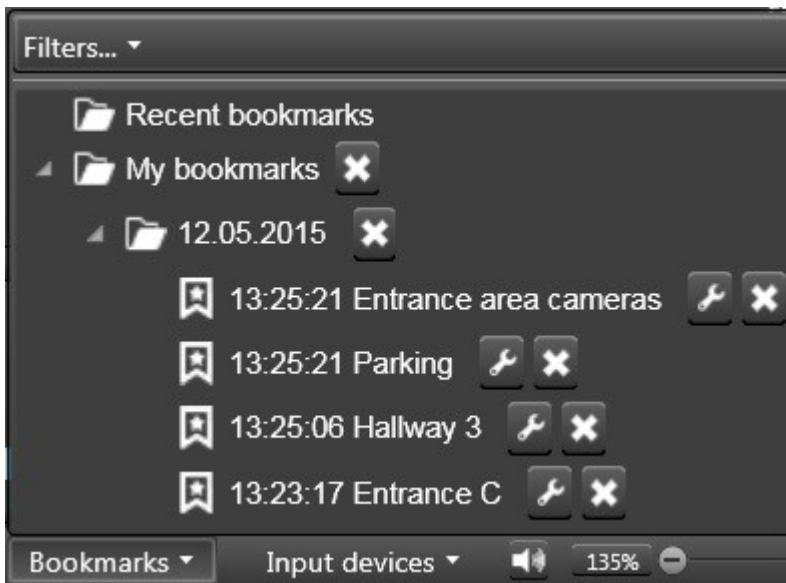 Filters...
Recent bookmarks
My bookmarks
12.05.2015
13:25:21 Entrance area cameras
13:25:21 Parking
13:25:06 Hallway 3
13:23:17 Entrance C
Bookmarks Input devices 135%